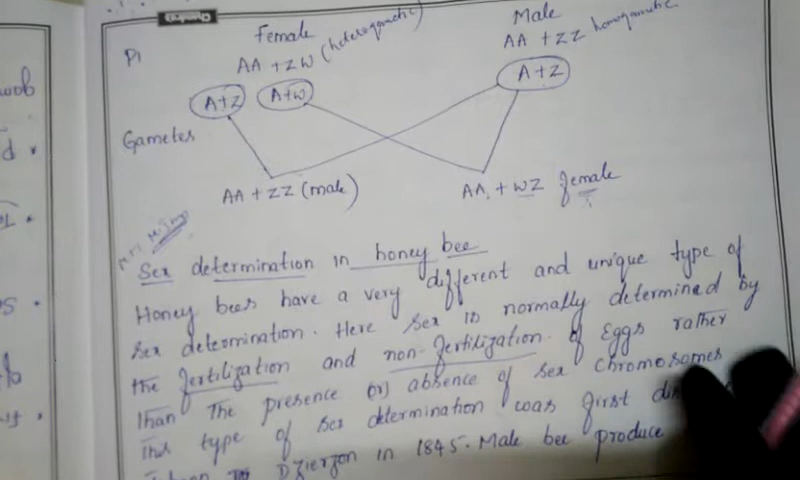 Female
Male
P1
AA + ZW (heterogametic)
AA + ZZ homogametic
A+Z
A+W
A+Z
Gametes
AA + ZZ (male)
AA + WZ female
Sex determination in honey bee
Honey bees have a very different and unique type of
sex deteomination. Here sex is normally determined by
the fertilization and non-fertilization of Eggs rather
than the presence (or) absence of sex chromosomes
This type of sex determination was first
Dzierzon in 1845. Male bee produce